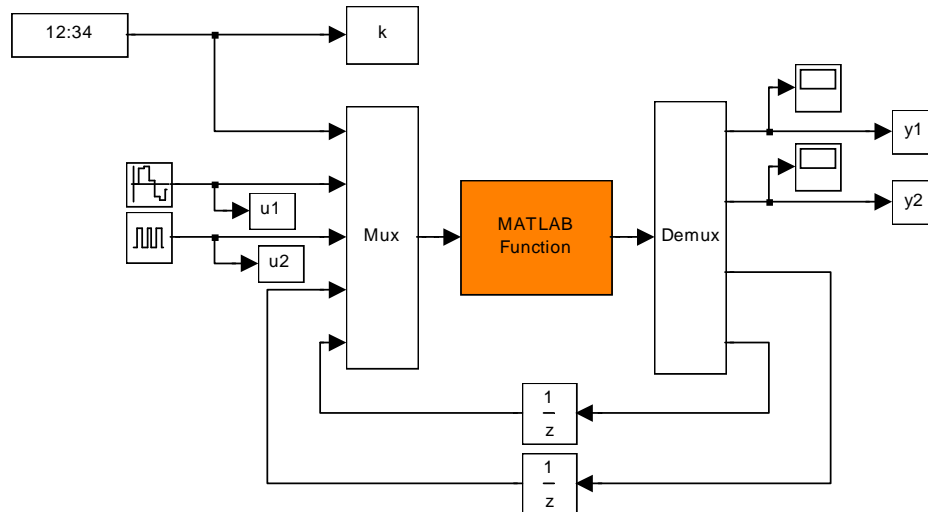 12:34
k
y1
u1
MATLAB
Function
y2
Mux
Demux
u2
1
z
1
z